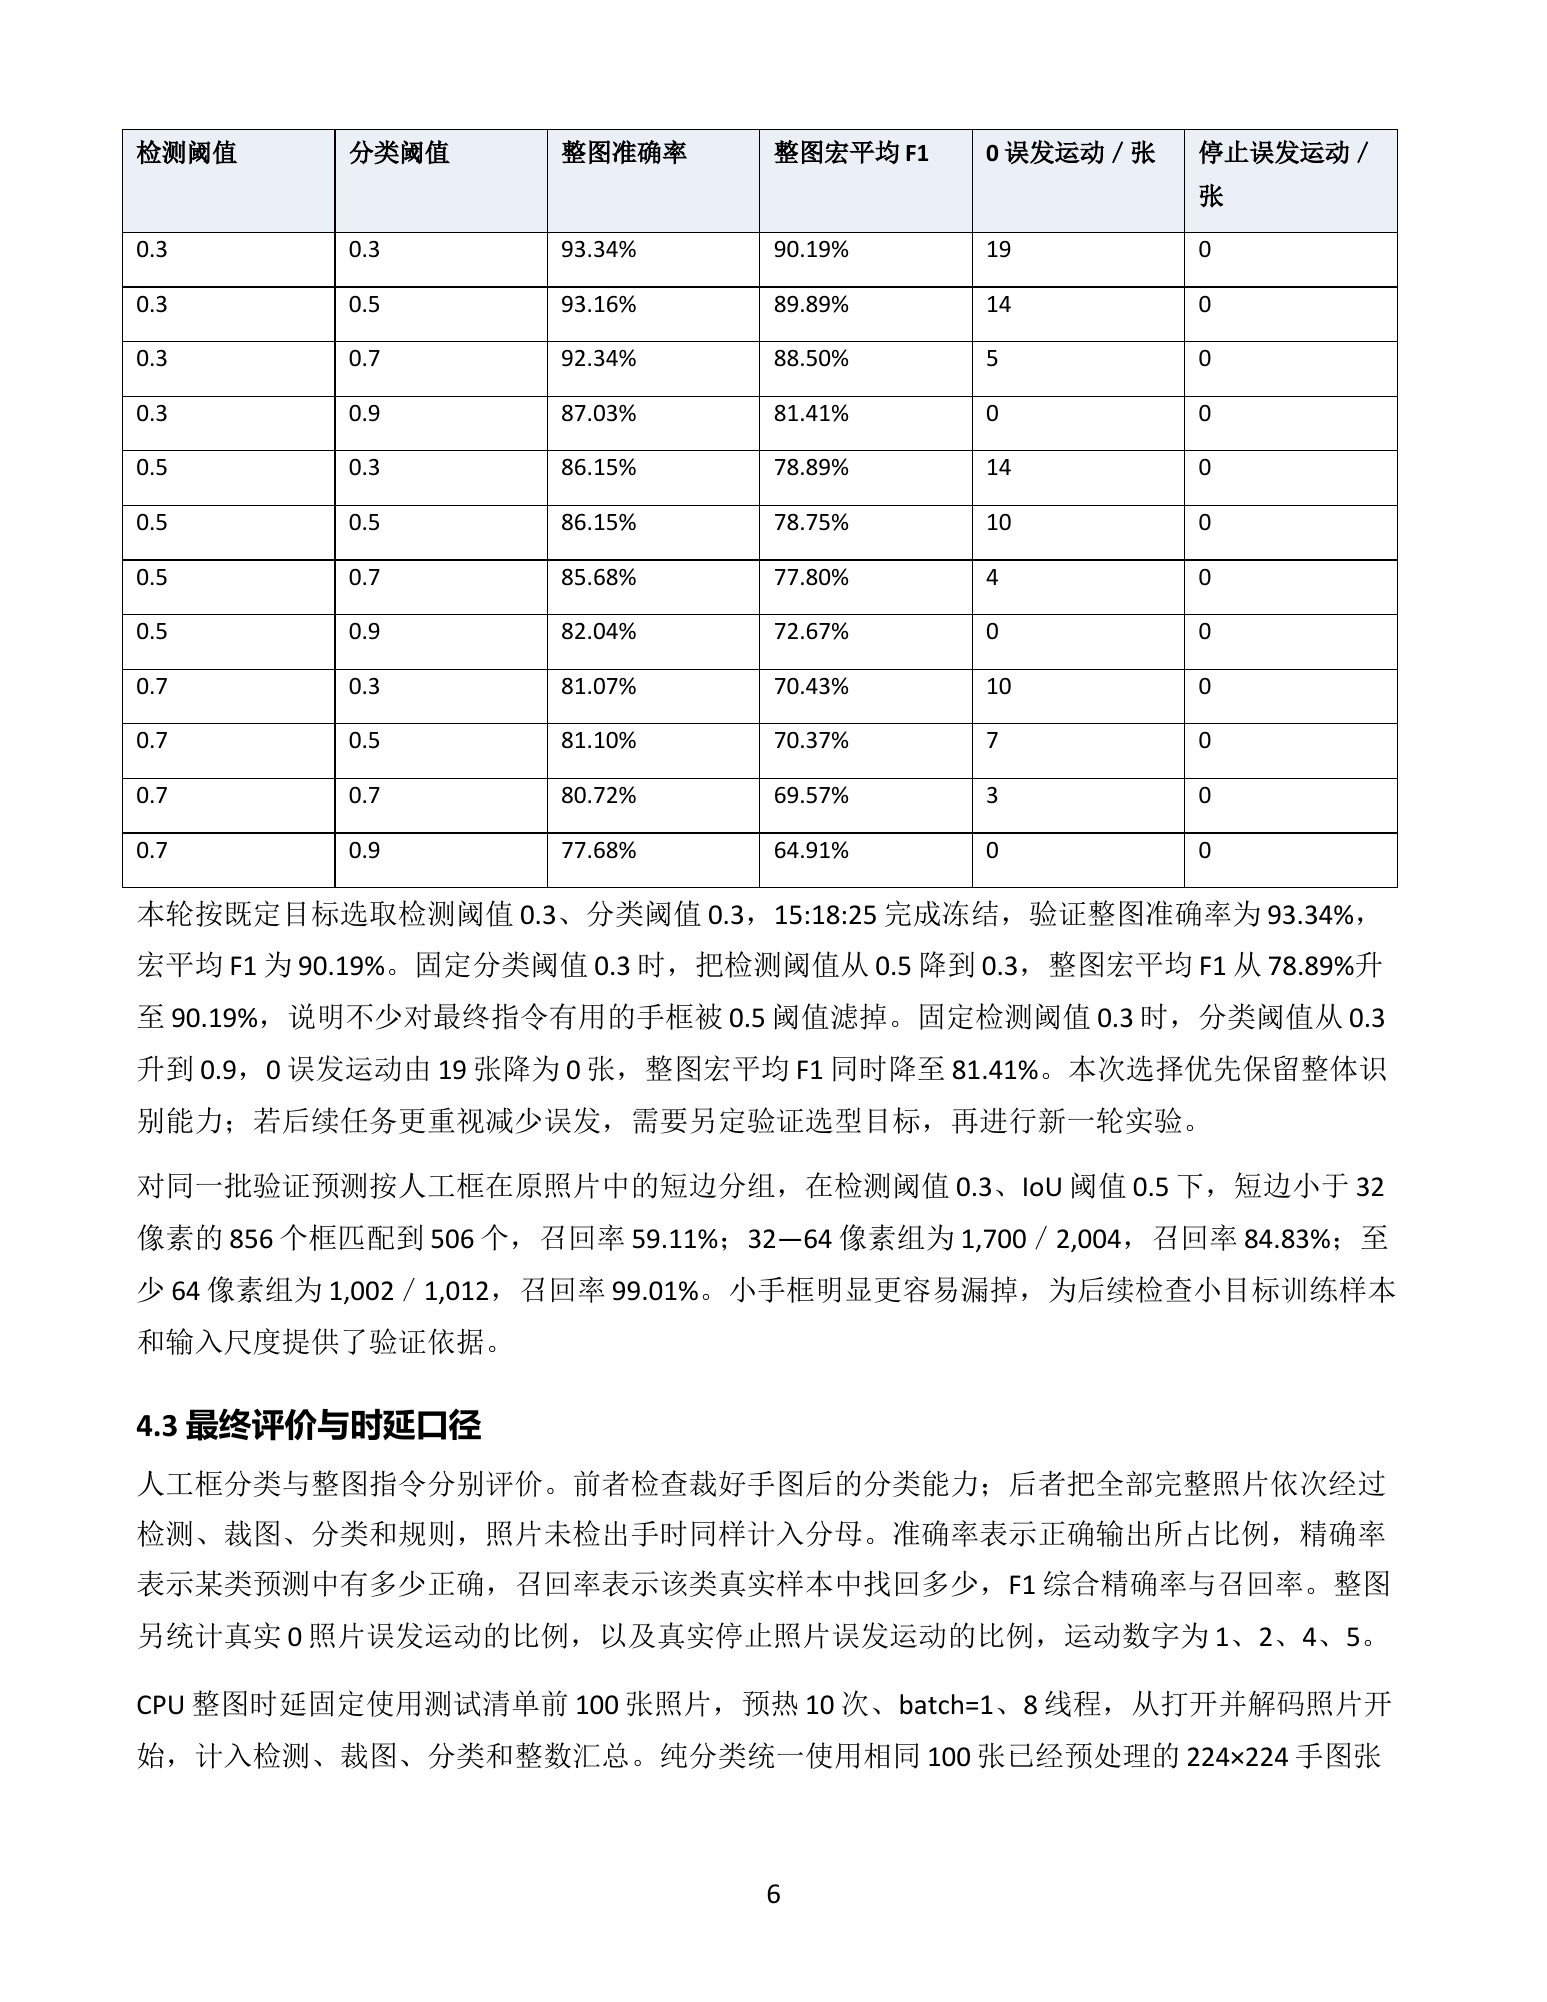 检测阈值 分类阈值 整图准确率 整图宏平均 F1 0 误发运动 / 张 停止误发运动 /
张
0.3 0.3 93.34% 90.19% 19 0
0.3 0.5 93.16% 89.89% 14 0
0.3 0.7 92.34% 88.50% 5 0
0.3 0.9 87.03% 81.41% 0 0
0.5 0.3 86.15% 78.89% 14 0
0.5 0.5 86.15% 78.75% 10 0
0.5 0.7 85.68% 77.80% 4 0
0.5 0.9 82.04% 72.67% 0 0
0.7 0.3 81.07% 70.43% 10 0
0.7 0.5 81.10% 70.37% 7 0
0.7 0.7 80.72% 69.57% 3 0
0.7 0.9 77.68% 64.91% 0 0
本轮按既定目标选取检测阈值 0.3、分类阈值 0.3，15:18:25 完成冻结，验证整图准确率为 93.34%，
宏平均 F1 为 90.19%。固定分类阈值 0.3 时，把检测阈值从 0.5 降到 0.3，整图宏平均 F1 从 78.89%升
至 90.19%，说明不少对最终指令有用的手框被 0.5 阈值滤掉。固定检测阈值 0.3 时，分类阈值从 0.3
升到 0.9，0 误发运动由 19 张降为 0 张，整图宏平均 F1 同时降至 81.41%。本次选择优先保留整体识
别能力；若后续任务更重视减少误发，需要另定验证选型目标，再进行新一轮实验。
对同一批验证预测按人工框在原照片中的短边分组，在检测阈值 0.3、IoU 阈值 0.5 下，短边小于 32
像素的 856 个框匹配到 506 个，召回率 59.11%；32—64 像素组为 1,700 / 2,004，召回率 84.83%；至
少 64 像素组为 1,002 / 1,012，召回率 99.01%。小手框明显更容易漏掉，为后续检查小目标训练样本
和输入尺度提供了验证依据。
4.3 最终评价与时延口径
人工框分类与整图指令分别评价。前者检查裁好手图后的分类能力；后者把全部完整照片依次经过
检测、裁图、分类和规则，照片未检出手时同样计入分母。准确率表示正确输出所占比例，精确率
表示某类预测中有多少正确，召回率表示该类真实样本中找回多少，F1 综合精确率与召回率。整图
另统计真实 0 照片误发运动的比例，以及真实停止照片误发运动的比例，运动数字为 1、2、4、5。
CPU 整图时延固定使用测试清单前 100 张照片，预热 10 次、batch=1、8 线程，从打开并解码照片开
始，计入检测、裁图、分类和整数汇总。纯分类统一使用相同 100 张已经预处理的 224×224 手图张
6